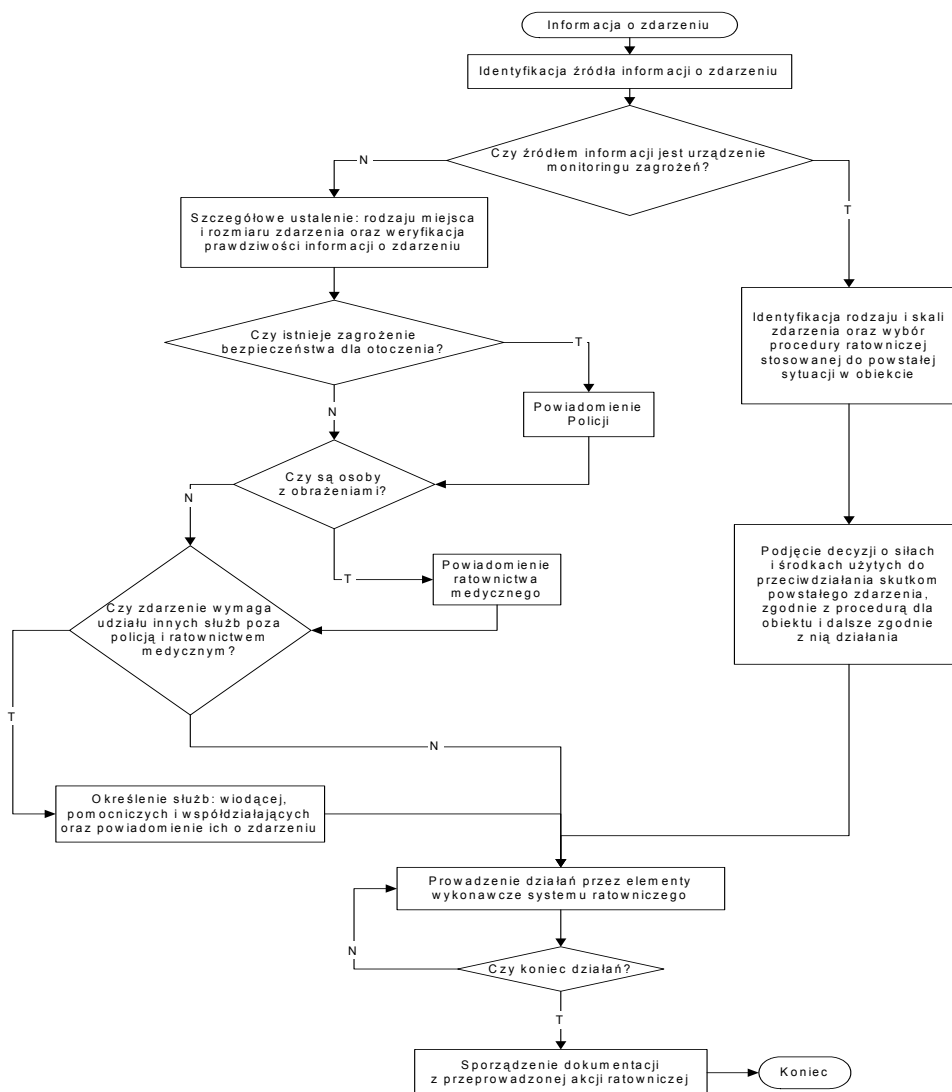 Informacja o zdarzeniu
Identyfikacja źródła informacji o zdarzeniu
Czy źródłem informacji jest urządzenie
monitoringu zagrożeń?
N
T
Szczegółowe ustalenie: rodzaju miejsca
i rozmiaru zdarzenia oraz weryfikacja
prawdziwości informacji o zdarzeniu
Identyfikacja rodzaju i skali
zdarzenia oraz wybór
procedury ratowniczej
stosowanej do powstałej
sytuacji w obiekcie
Czy istnieje zagrożenie
bezpieczeństwa dla otoczenia?
T
N
Powiadomienie
Policji
Czy są osoby
z obrażeniami?
N
T
Powiadomienie
ratownictwa
medycznego
Podjęcie decyzji o siłach
i środkach użytych do
przeciwdziałania skutkom
powstałego zdarzenia,
zgodnie z procedurą dla
obiektu i dalsze zgodnie
z nią działania
Czy zdarzenie wymaga
udziału innych służb poza
policją i ratownictwem
medycznym?
T
N
Określenie służb: wiodącej,
pomocniczych i współdziałających
oraz powiadomienie ich o zdarzeniu
Prowadzenie działań przez elementy
wykonawcze systemu ratowniczego
N
Czy koniec działań?
T
Sporządzenie dokumentacji
z przeprowadzonej akcji ratowniczej
Koniec